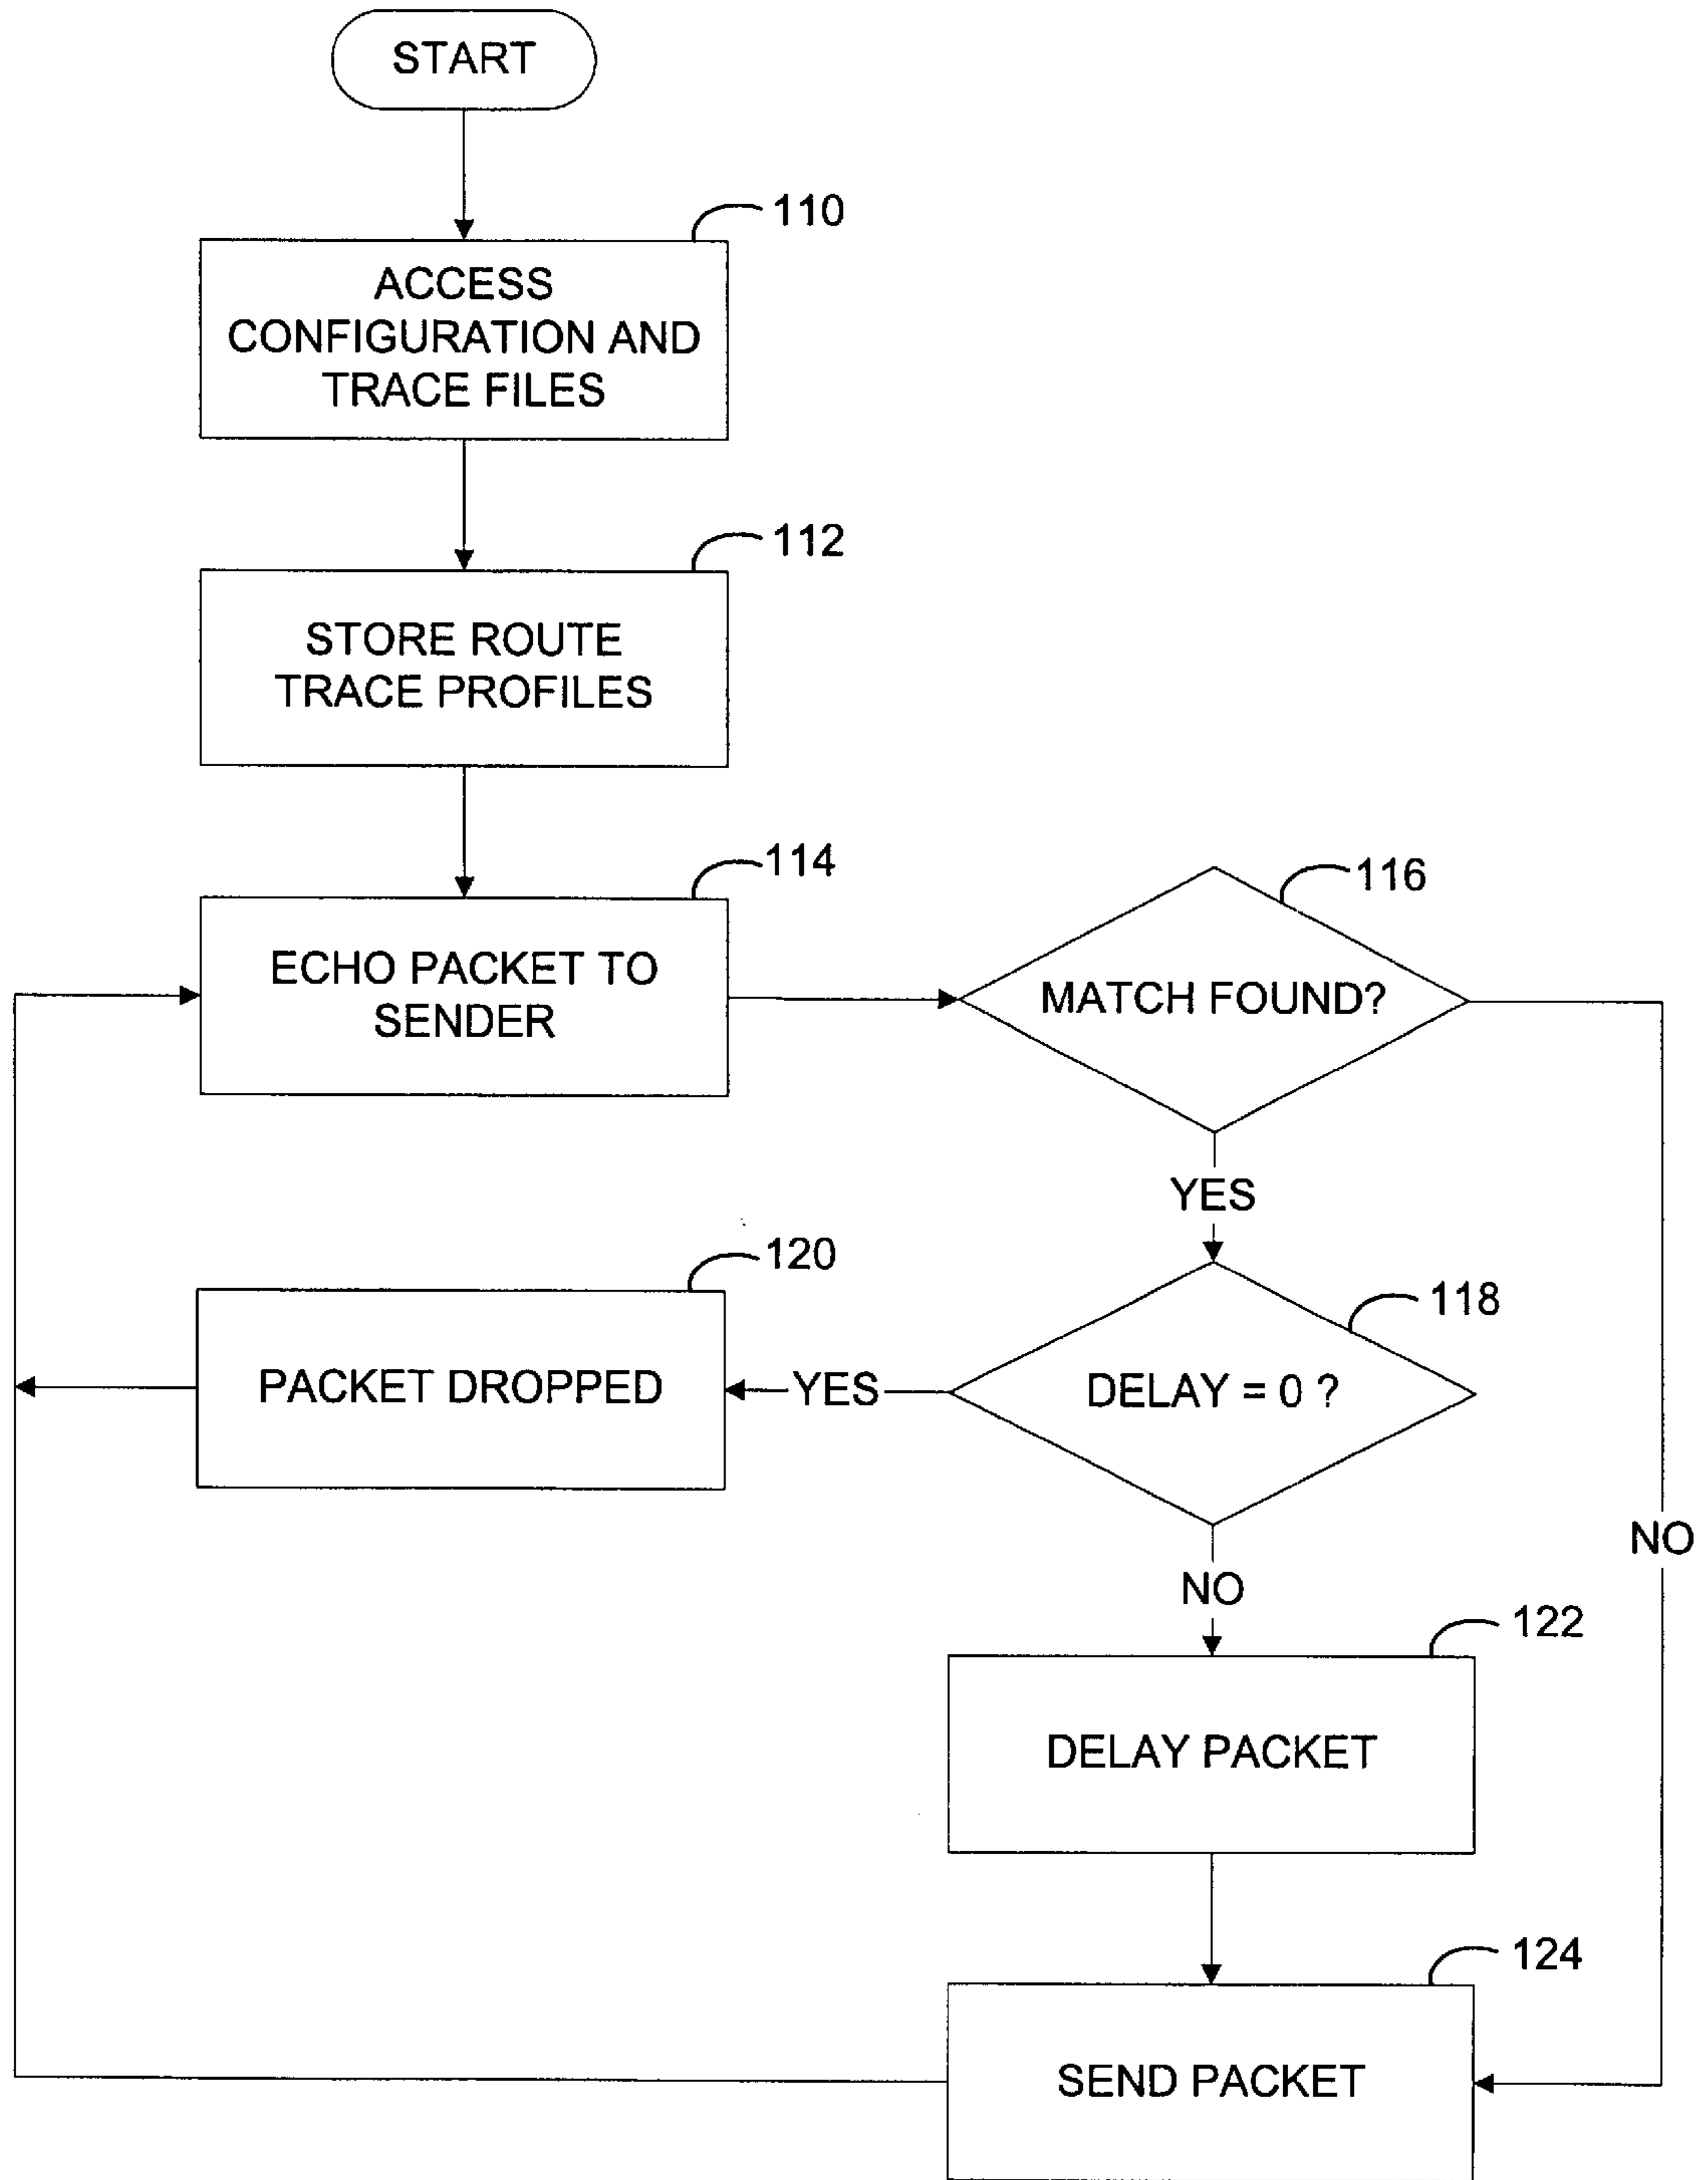 START
110
ACCESS
CONFIGURATION AND
TRACE FILES
112
STORE ROUTE
TRACE PROFILES
114
ECHO PACKET TO
SENDER
116
MATCH FOUND?
YES
120
PACKET DROPPED
YES
118
DELAY = 0 ?
NO
NO
122
DELAY PACKET
124
SEND PACKET